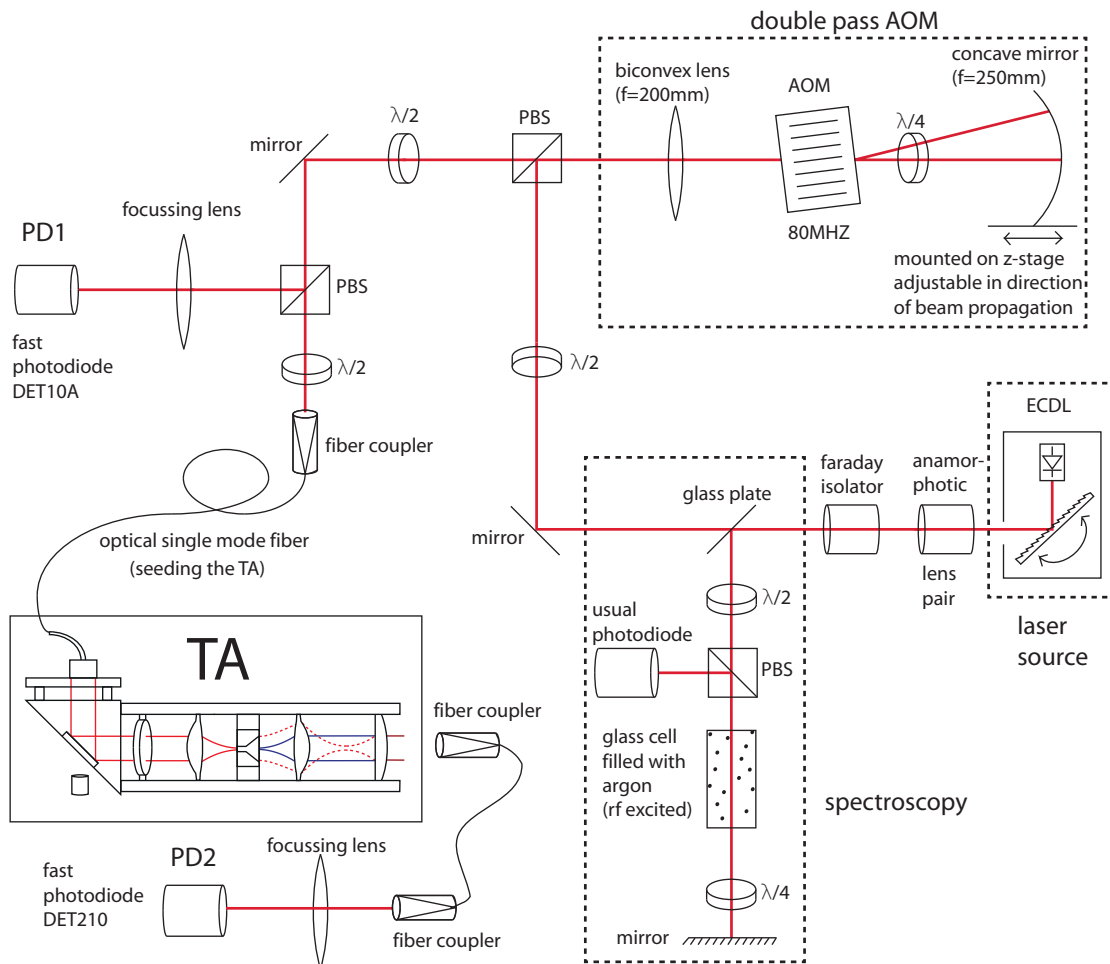 double pass AOM
biconvex lens
(f=200mm)
AOM
concave mirror
(f=250mm)
λ/4
80MHZ
mounted on z-stage
adjustable in direction
of beam propagation
λ/2
PBS
mirror
focussing lens
PD1
PBS
fast
photodiode
DET10A
λ/2
fiber coupler
λ/2
optical single mode fiber
(seeding the TA)
mirror
glass plate
faraday
isolator
anamor-
photic
lens
pair
ECDL
laser
source
λ/2
usual
photodiode
PBS
glass cell
filled with
argon
(rf excited)
spectroscopy
λ/4
mirror
TA
fiber coupler
focussing lens
PD2
fast
photodiode
DET210
fiber coupler